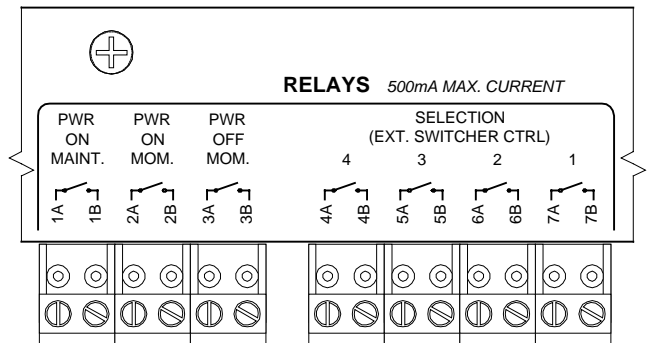 RELAYS 500mA MAX. CURRENT
PWR ON MAINT.
PWR ON MOM.
PWR OFF MOM.
SELECTION
(EXT. SWITCHER CTRL)
4 3 2 1
1A 1B 2A 2B 3A 3B 4A 4B 5A 5B 6A 6B 7A 7B